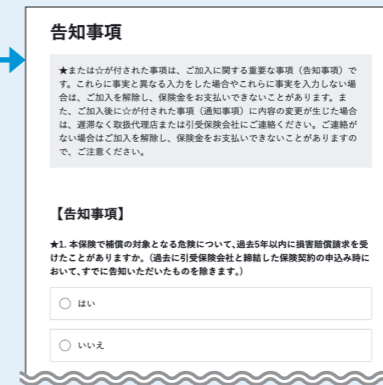 告知事項
★または☆が付された事項は、ご加入に関する重要な事項（告知事項）で
す。これらに事実と異なる入力をした場合やこれらに事実を入力しない場
合は、ご加入を解除し、保険金をお支払いできないことがあります。ま
た、ご加入後に☆が付された事項（通知事項）に内容の変更が生じた場合
は、遅滞なく取扱代理店または引受保険会社にご連絡ください。ご連絡が
ない場合はご加入を解除し、保険金をお支払いできないことがありますの
で、ご注意ください。
【告知事項】
★1. 本保険で補償の対象となる危険について、過去5年以内に損害賠償請求を受
けたことがありますか。(過去に引受保険会社と締結した保険契約の申込み時に
おいて、すでに告知いただいたものを除きます。)
はい
いいえ